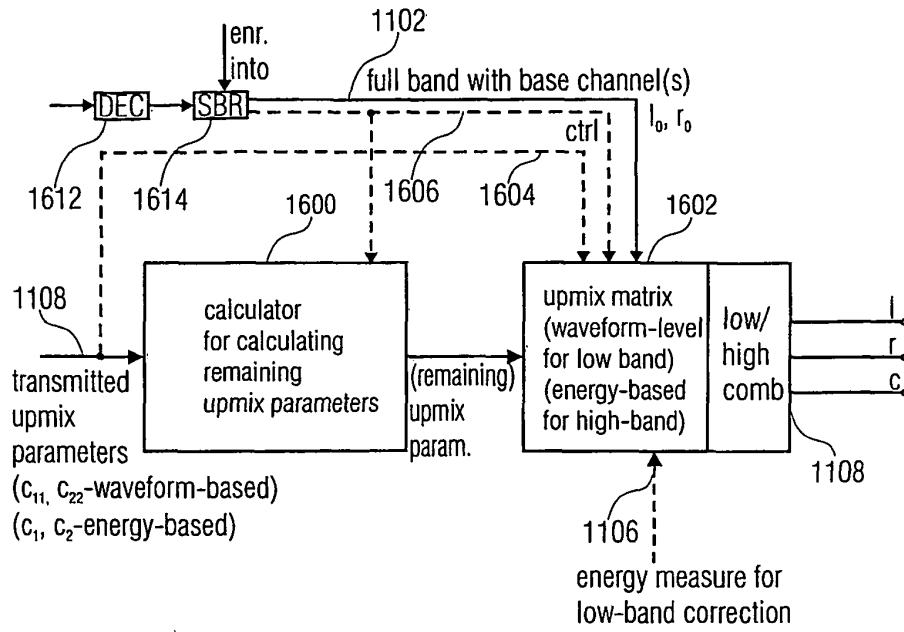 1102
enr.
into
full band with base channel(s)
DEC
SBR
l₀, r₀
ctrl
1612
1614
1606
1604
1600
1602
1108
calculator
for calculating
remaining
upmix parameters
upmix matrix
(waveform-level
for low band)
(energy-based
for high-band)
low/
high
comb
l
r
c
transmitted
upmix
parameters
(c₁₁, c₂₂-waveform-based)
(c₁, c₂-energy-based)
(remaining)
upmix
param.
1108
1106
energy measure for
low-band correction